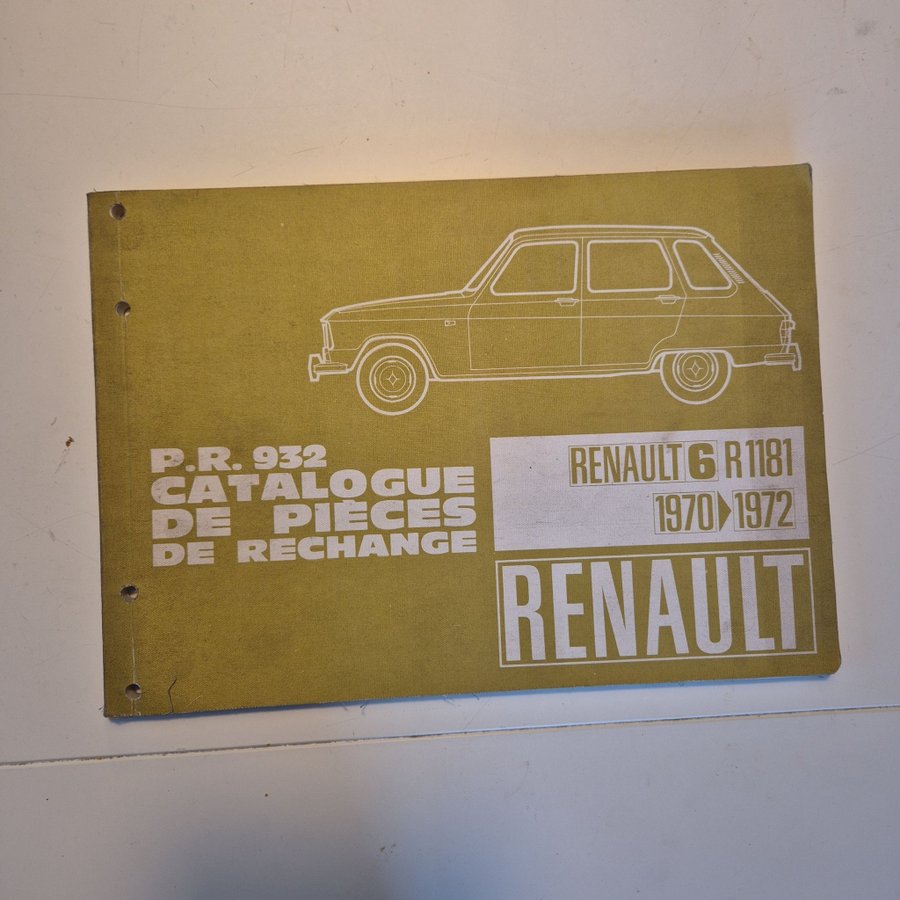 P.R. 932
CATALOGUE
DE PIÈCES
DE RECHANGE
RENAULT 6 R 1181
1970 1972
RENAULT